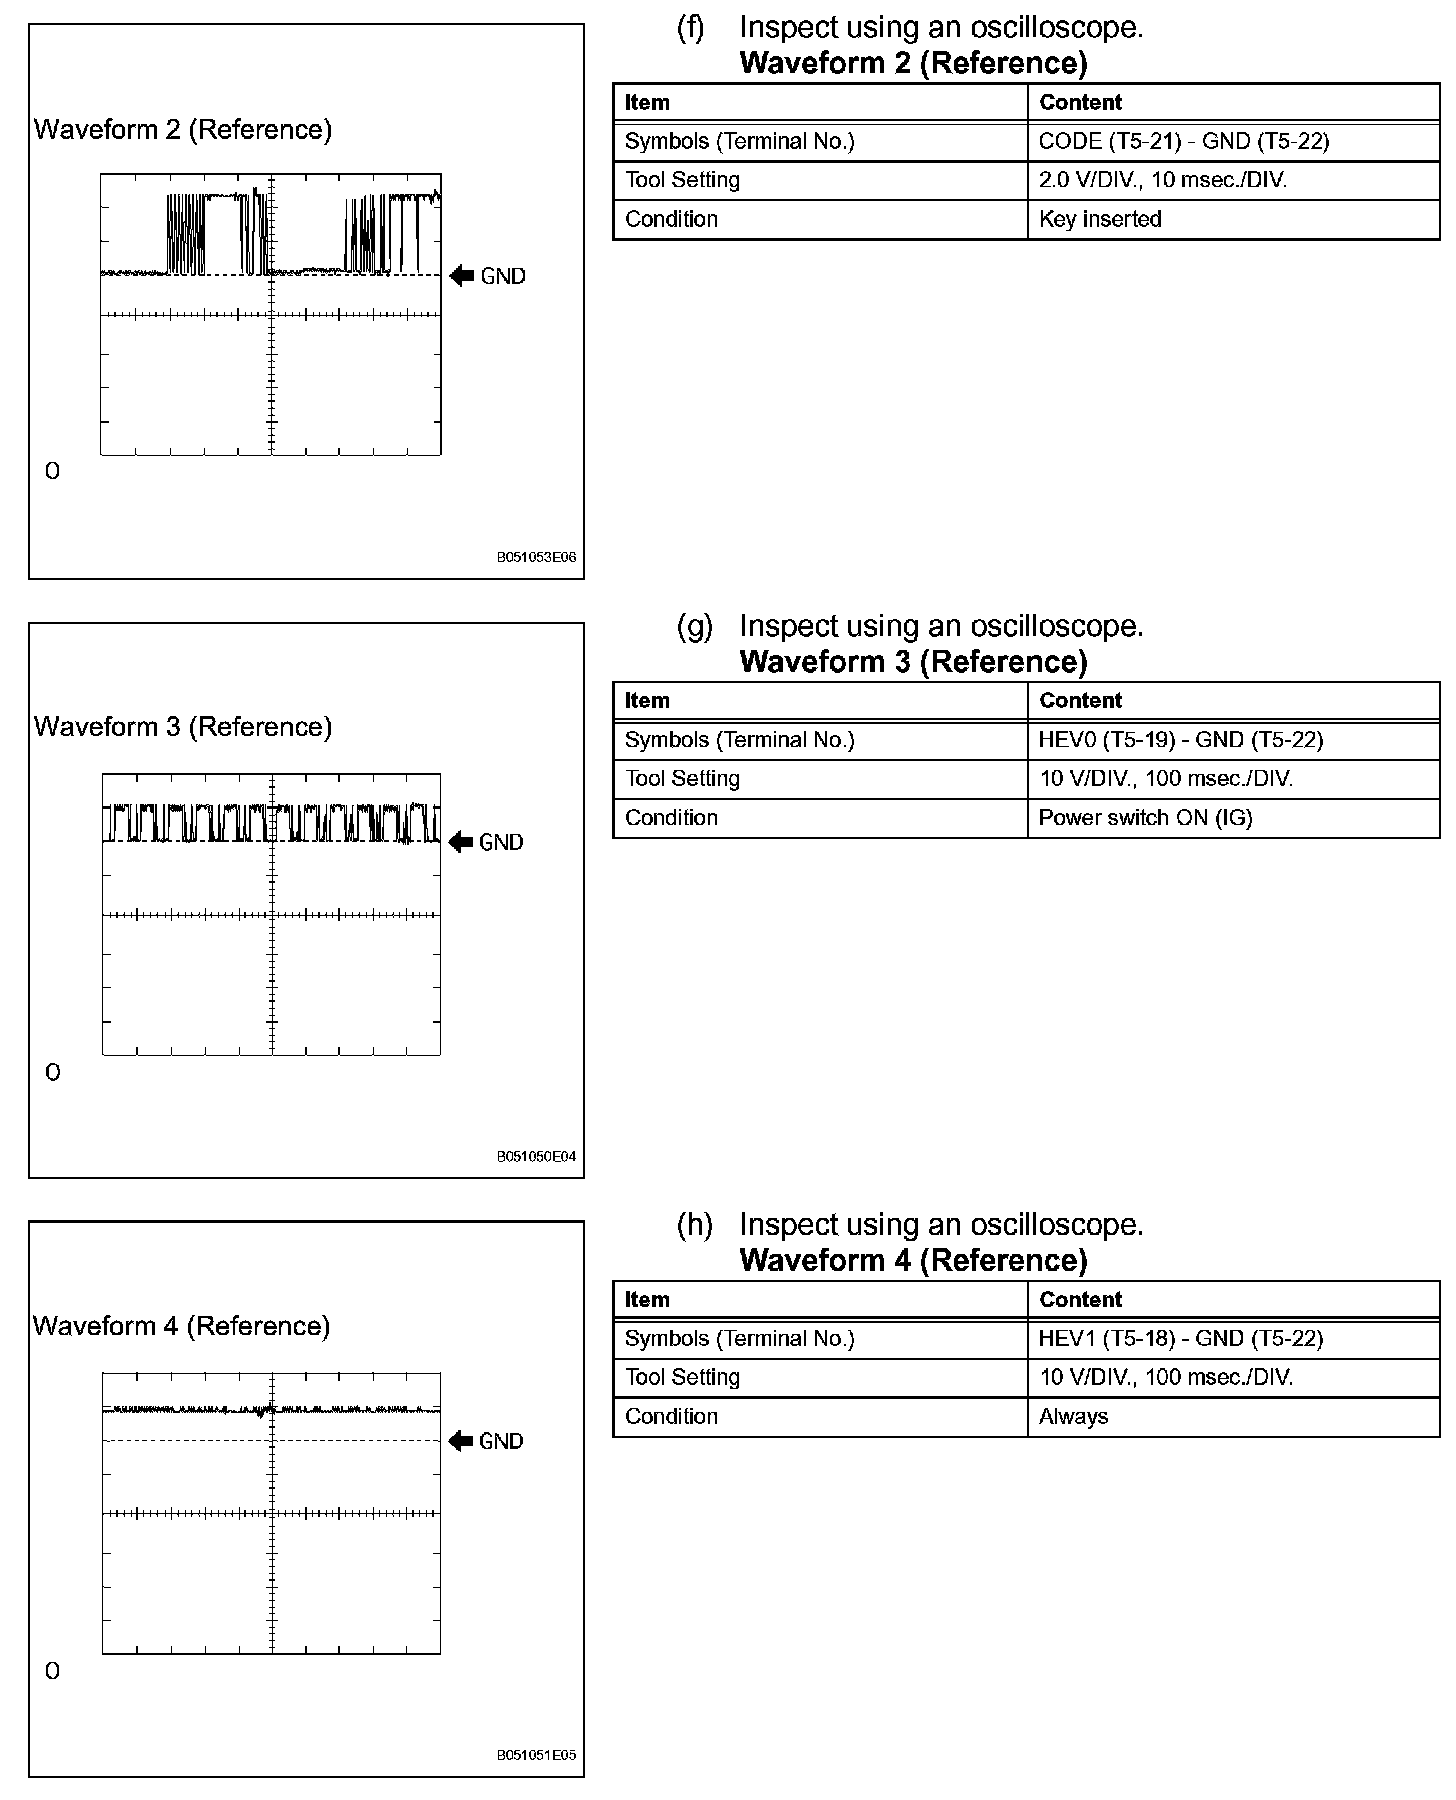 (f) Inspect using an oscilloscope.
Waveform 2 (Reference)
Item Content
Symbols (Terminal No.) CODE (T5-21) - GND (T5-22)
Tool Setting 2.0 V/DIV., 10 msec./DIV.
Condition Key inserted
Waveform 2 (Reference)
GND
O
B051053E06
(g) Inspect using an oscilloscope.
Waveform 3 (Reference)
Item Content
Symbols (Terminal No.) HEV0 (T5-19) - GND (T5-22)
Tool Setting 10 V/DIV., 100 msec./DIV.
Condition Power switch ON (IG)
Waveform 3 (Reference)
GND
O
B051050E04
(h) Inspect using an oscilloscope.
Waveform 4 (Reference)
Item Content
Symbols (Terminal No.) HEV1 (T5-18) - GND (T5-22)
Tool Setting 10 V/DIV., 100 msec./DIV.
Condition Always
Waveform 4 (Reference)
GND
O
B051051E05